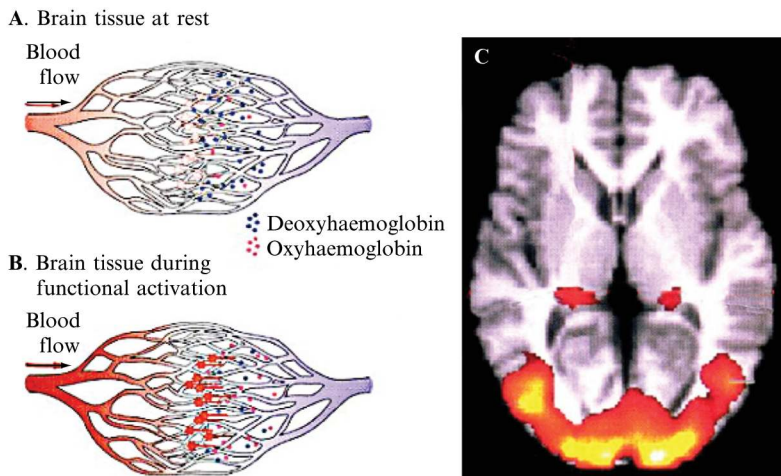 A. Brain tissue at rest
Blood
flow
Deoxyhaemoglobin
Oxyhaemoglobin
B. Brain tissue during
functional activation
Blood
flow
C